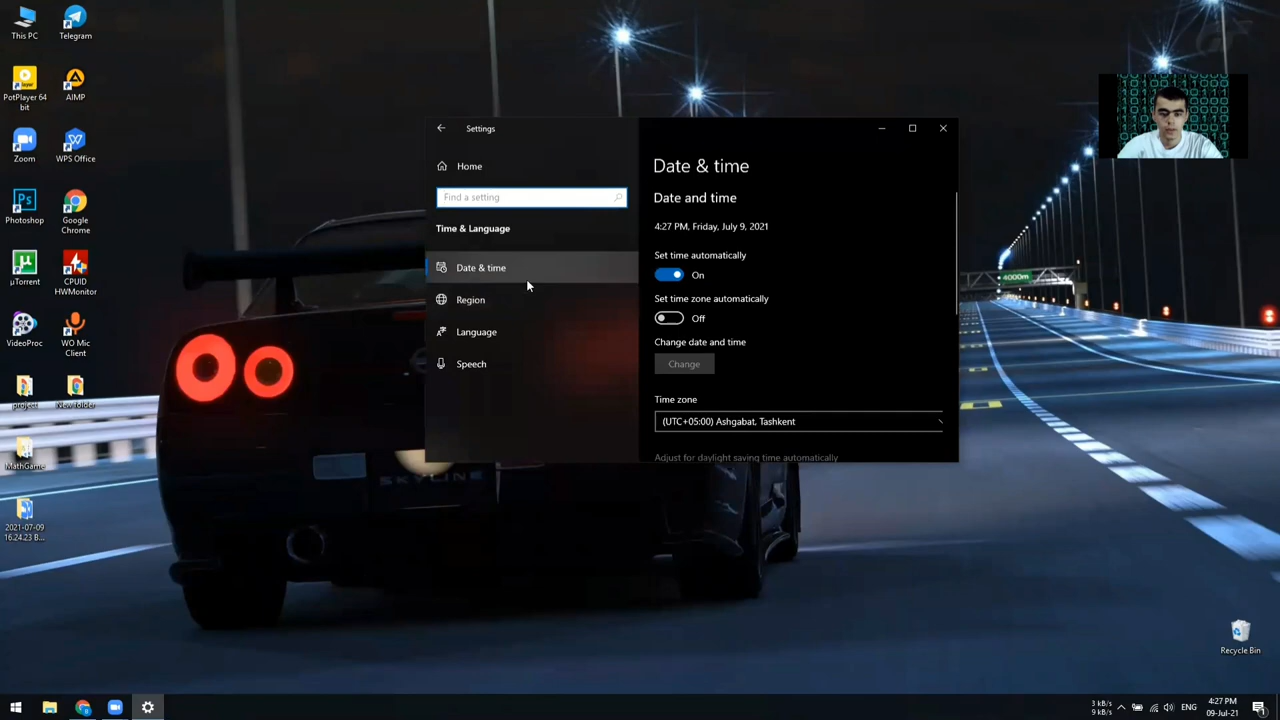 This PC
Telegram
PotPlayer 64
bit
AIMP
Zoom
WPS Office
Photoshop
Google
Chrome
µTorrent
CPUID
HWMonitor
VideoProc
WO Mic
Client
project
New folder
MathGame
2021-07-09
16.24.23 B...
Settings
Home
Find a setting
Time & Language
Date & time
Region
Language
Speech
Date & time
Date and time
4:27 PM, Friday, July 9, 2021
Set time automatically
On
Set time zone automatically
Off
Change date and time
Change
Time zone
(UTC+05:00) Ashgabat, Tashkent
Adjust for daylight saving time automatically
4000m
SKYLINE
Recycle Bin
3 kB/s
9 kB/s
ENG
4:27 PM
09-Jul-21